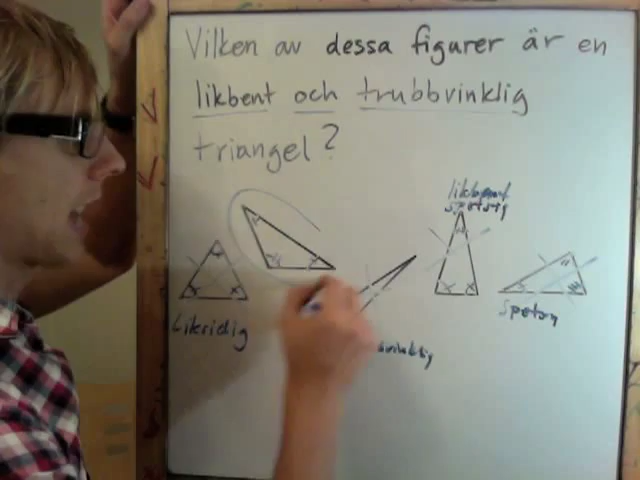 Vilken av dessa figurer är en
likbent och trubbvinklig
triangel?
likbent
spetsig
Liksidig
spetsig